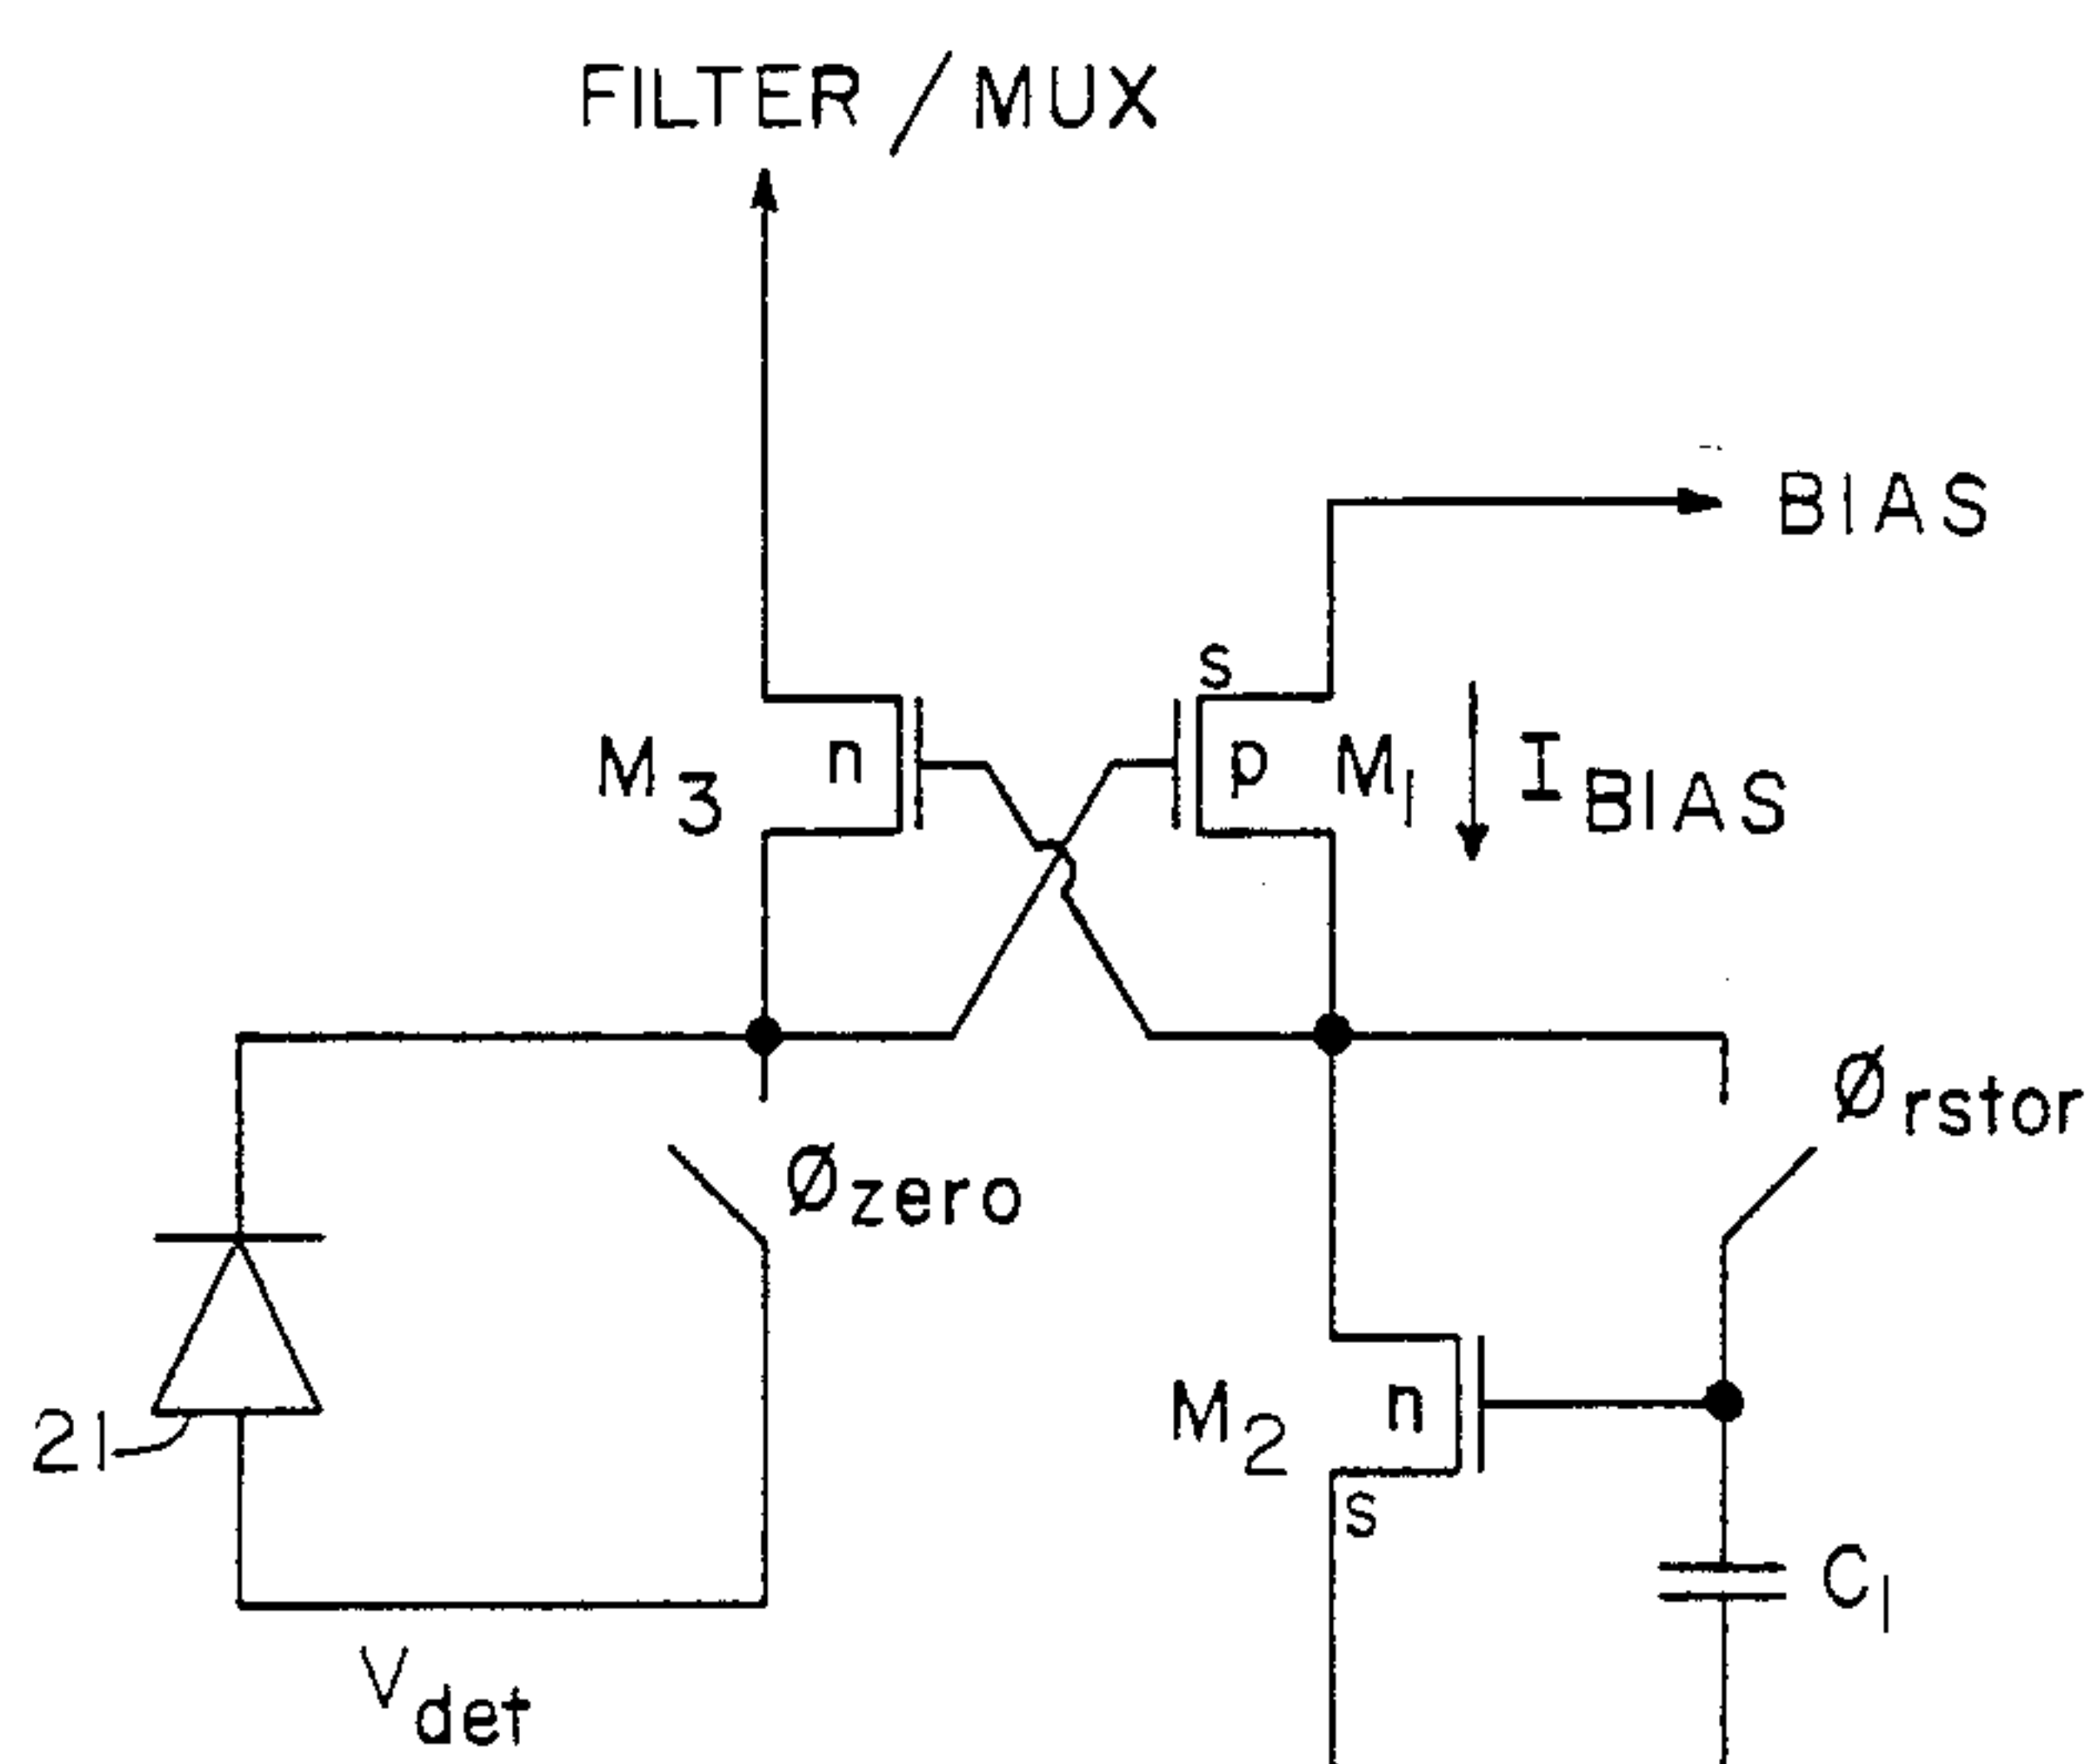 FILTER/MUX
BIAS
s
M3
n
p
M1
IBIAS
Ørstor
Øzero
21
M2
n
s
C1
Vdet